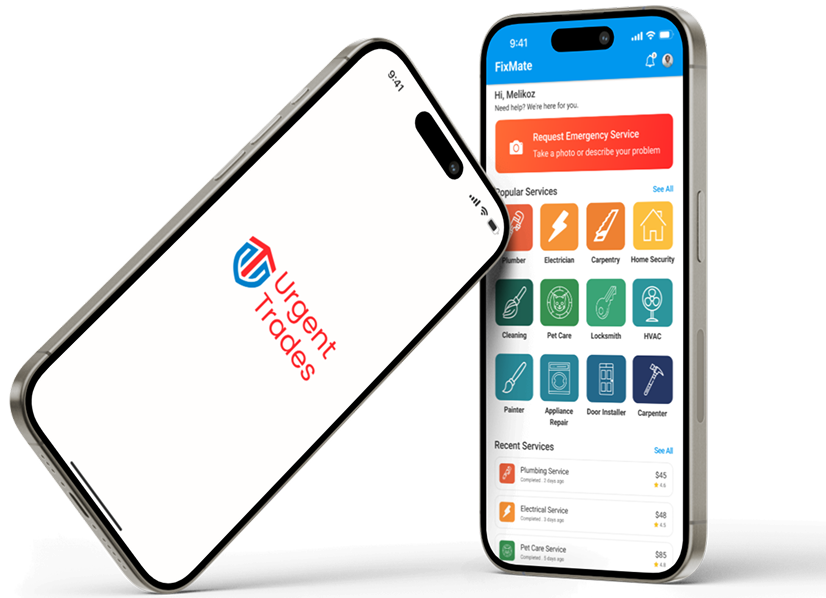 9:41
Urgent
Trades
9:41
FixMate
Hi, Melikoz
Need help? We're here for you.
Request Emergency Service
Take a photo or describe your problem
Popular Services
See All
Plumber
Electrician
Carpentry
Home Security
Cleaning
Pet Care
Locksmith
HVAC
Painter
Appliance
Repair
Door Installer
Carpenter
Recent Services
See All
Plumbing Service
$45
Completed · 2 days ago
4.6
Electrical Service
$48
Completed · 3 days ago
4.5
Pet Care Service
$85
Completed · 5 days ago
4.8